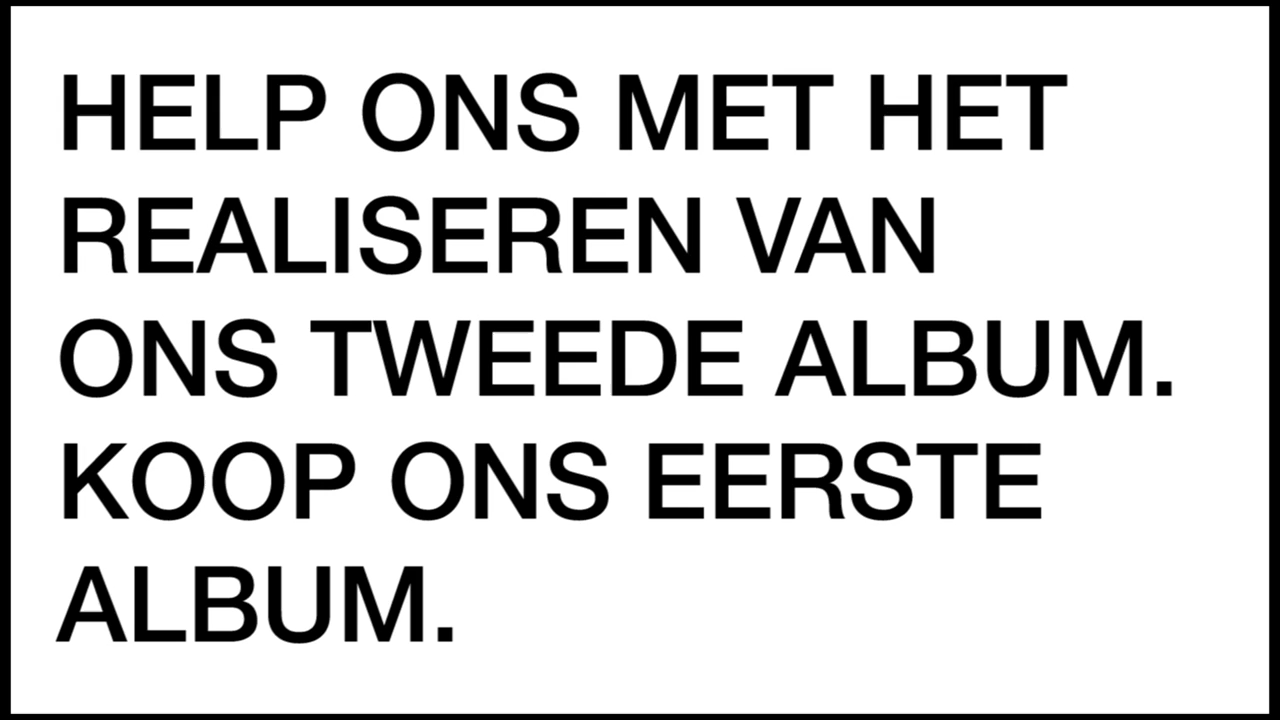 HELP ONS MET HET
REALISEREN VAN
ONS TWEEDE ALBUM.
KOOP ONS EERSTE
ALBUM.